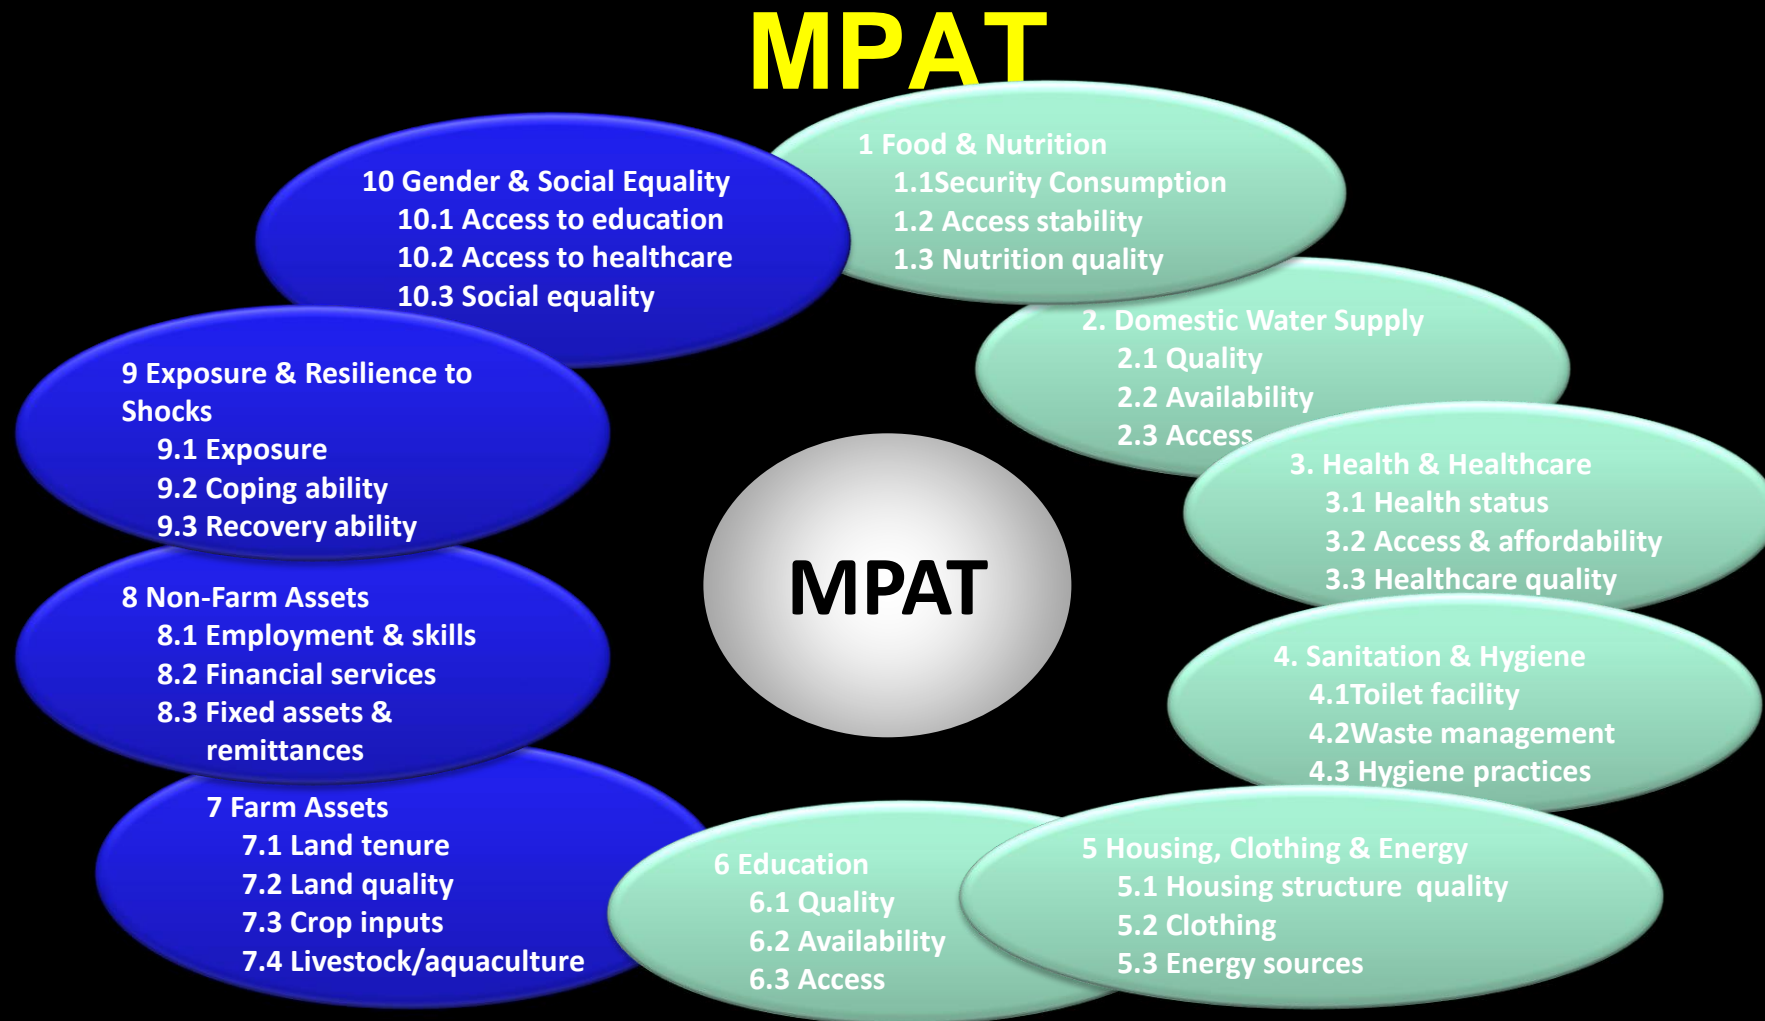 MPAT
1 Food & Nutrition
1.1Security Consumption
1.2 Access stability
1.3 Nutrition quality
2. Domestic Water Supply
2.1 Quality
2.2 Availability
2.3 Access
3. Health & Healthcare
3.1 Health status
3.2 Access & affordability
3.3 Healthcare quality
4. Sanitation & Hygiene
4.1Toilet facility
4.2Waste management
4.3 Hygiene practices
5 Housing, Clothing & Energy
5.1 Housing structure  quality
5.2 Clothing
5.3 Energy sources
6 Education
6.1 Quality
6.2 Availability
6.3 Access
7 Farm Assets
7.1 Land tenure
7.2 Land quality
7.3 Crop inputs
7.4 Livestock/aquaculture
8 Non-Farm Assets
8.1 Employment & skills
8.2 Financial services
8.3 Fixed assets &
remittances
9 Exposure & Resilience to
Shocks
9.1 Exposure
9.2 Coping ability
9.3 Recovery ability
10 Gender & Social Equality
10.1 Access to education
10.2 Access to healthcare
10.3 Social equality
MPAT